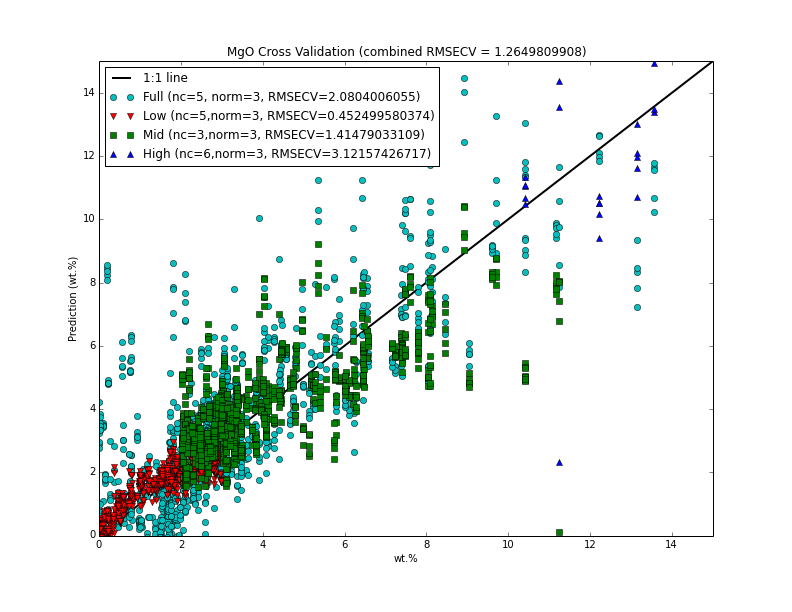 MgO Cross Validation (combined RMSECV = 1.2649809908)
1:1 line
Full (nc=5, norm=3, RMSECV=2.0804006055)
Low (nc=5,norm=3, RMSECV=0.452499580374)
Mid (nc=3,norm=3, RMSECV=1.41479033109)
High (nc=6,norm=3, RMSECV=3.12157426717)
Prediction (wt.%)
14
12
10
8
6
4
2
0
0 2 4 6 8 10 12 14
wt.%